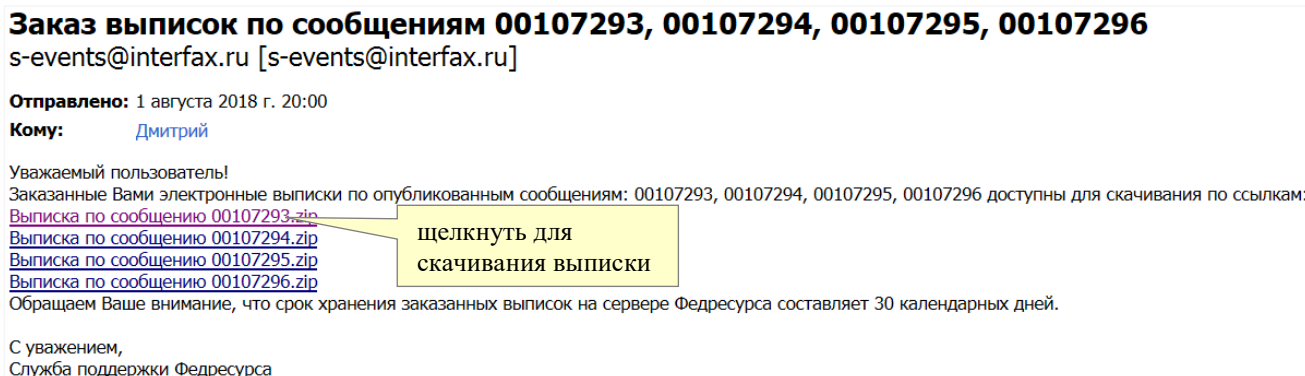 Заказ выписок по сообщениям 00107293, 00107294, 00107295, 00107296
s-events@interfax.ru [s-events@interfax.ru]
Отправлено: 1 августа 2018 г. 20:00
Кому: Дмитрий
Уважаемый пользователь!
Заказанные Вами электронные выписки по опубликованным сообщениям: 00107293, 00107294, 00107295, 00107296 доступны для скачивания по ссылкам:
Выписка по сообщению 00107293.zip
Выписка по сообщению 00107294.zip
Выписка по сообщению 00107295.zip
Выписка по сообщению 00107296.zip
щелкнуть для
скачивания выписки
Обращаем Ваше внимание, что срок хранения заказанных выписок на сервере Федресурса составляет 30 календарных дней.
С уважением,
Служба поддержки Федресурса